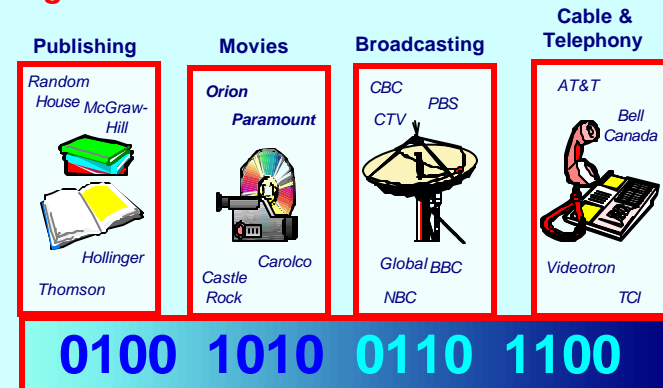 Publishing
Random
House McGraw-
Hill
Hollinger
Thomson
Movies
Orion
Paramount
Carolco
Castle
Rock
Broadcasting
CBC
PBS
CTV
Global BBC
NBC
Cable &
Telephony
AT&T
Bell
Canada
Videotron
TCI
0100 1010 0110 1100